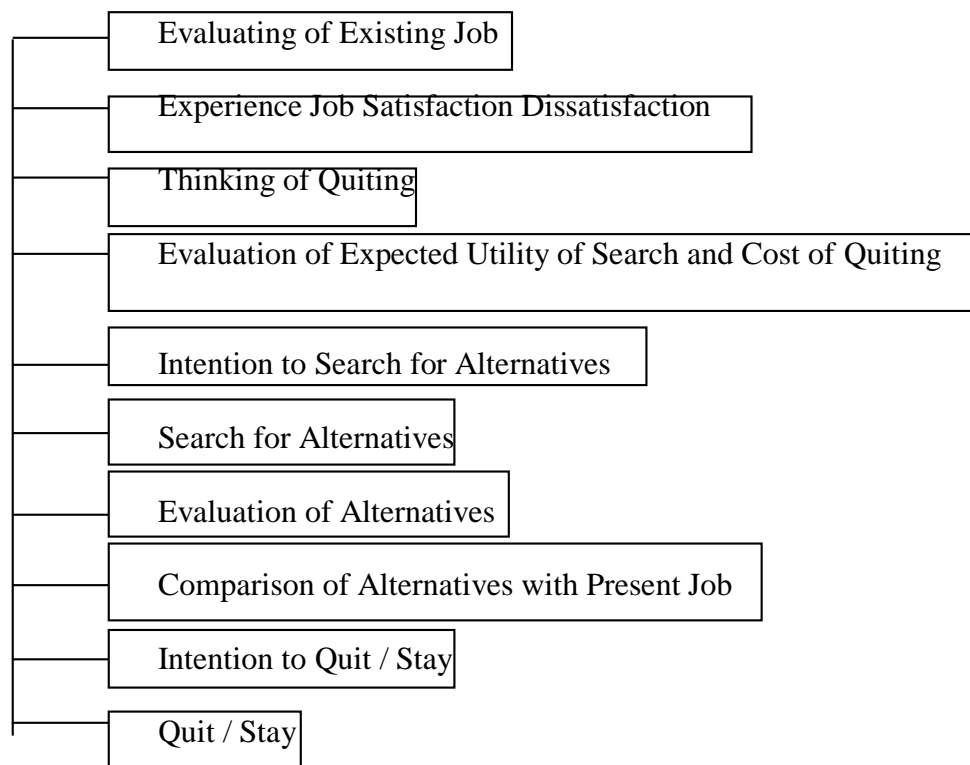 Evaluating of Existing Job
Experience Job Satisfaction Dissatisfaction
Thinking of Quiting
Evaluation of Expected Utility of Search and Cost of Quiting
Intention to Search for Alternatives
Search for Alternatives
Evaluation of Alternatives
Comparison of Alternatives with Present Job
Intention to Quit / Stay
Quit / Stay